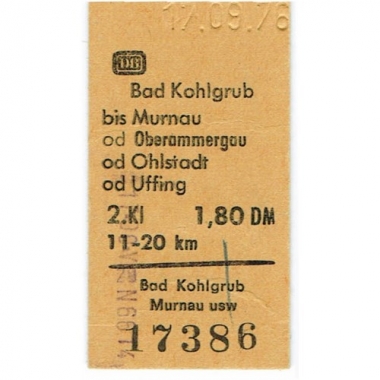 17.09.76
DB
Bad Kohlgrub
bis Murnau
od Oberammergau
od Ohlstadt
od Uffing
2.Kl 1,80 DM
11-20 km
Bad Kohlgrub
Murnau usw
17386